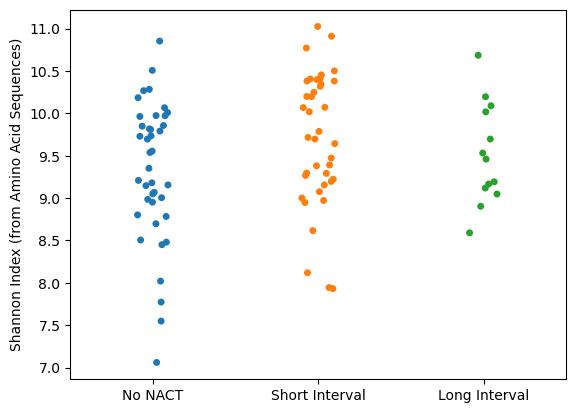 Shannon Index (from Amino Acid Sequences)
11.0
10.5
10.0
9.5
9.0
8.5
8.0
7.5
7.0
No NACT
Short Interval
Long Interval